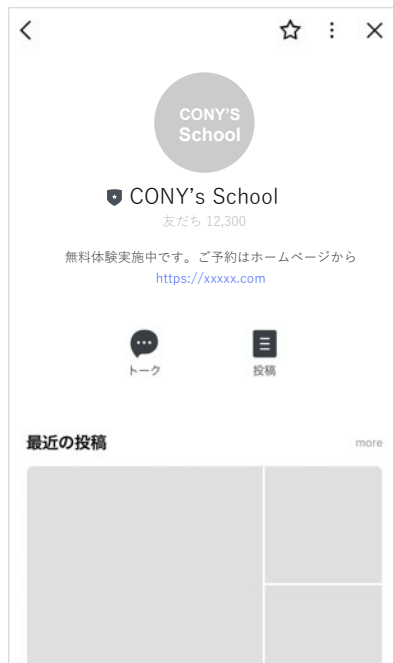 CONY'S
School
CONY’s School
友だち 12,300
無料体験実施中です。ご予約はホームページから
https://xxxxx.com
トーク
投稿
最近の投稿
more